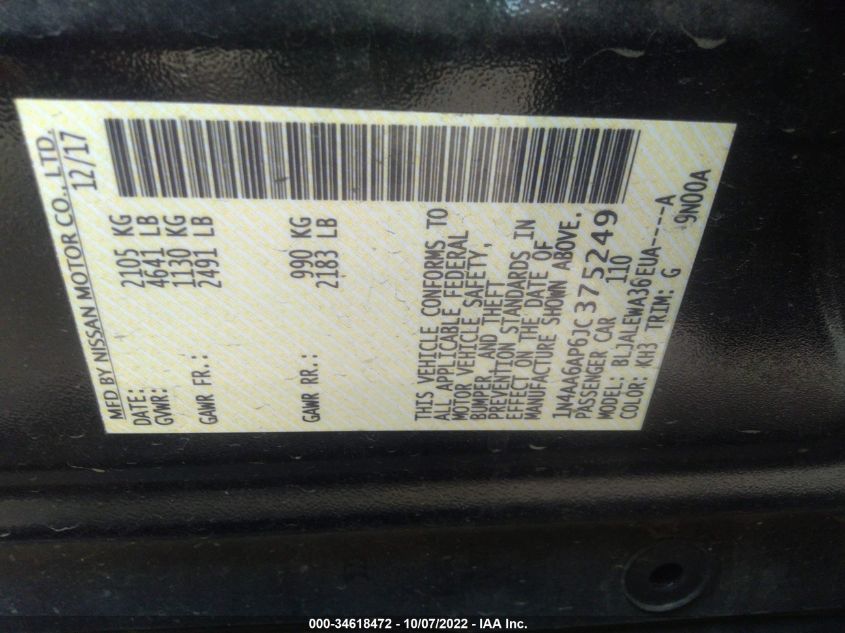 MFD BY NISSAN MOTOR CO., LTD.
DATE: 12/17
GVWR: 2105 KG
4641 LB
GAWR FR.: 1130 KG
2491 LB
GAWR RR.: 990 KG
2183 LB
THIS VEHICLE CONFORMS TO
ALL APPLICABLE FEDERAL
MOTOR VEHICLE SAFETY,
BUMPER, AND THEFT
PREVENTION STANDARDS IN
EFFECT ON THE DATE OF
MANUFACTURE SHOWN ABOVE.
1N4AA6AP6JC375249
PASSENGER CAR 110
MODEL: BLJALEWA36EUA----A
COLOR: KH3 TRIM: G 9N00A
000-34618472 - 10/07/2022 - IAA Inc.